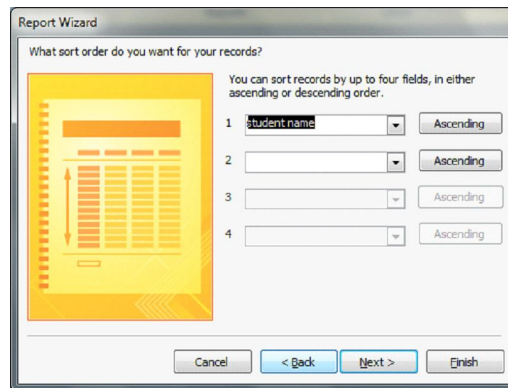 Report Wizard
What sort order do you want for your records?
You can sort records by up to four fields, in either
ascending or descending order.
1 student name Ascending
2 Ascending
3 Ascending
4 Ascending
Cancel < Back Next > Finish